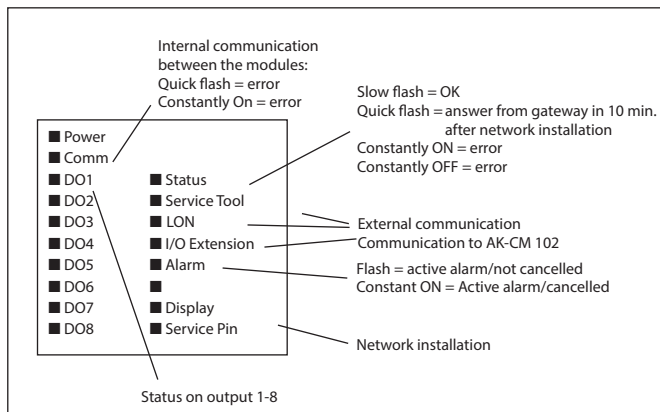 Internal communication
between the modules:
Quick flash = error
Constantly On = error
Slow flash = OK
Quick flash = answer from gateway in 10 min.
after network installation
Constantly ON = error
Constantly OFF = error
Power
Comm
DO1
DO2
DO3
DO4
DO5
DO6
DO7
DO8
Status
Service Tool
LON
I/O Extension
Alarm
Display
Service Pin
External communication
Communication to AK-CM 102
Flash = active alarm/not cancelled
Constant ON = Active alarm/cancelled
Network installation
Status on output 1-8